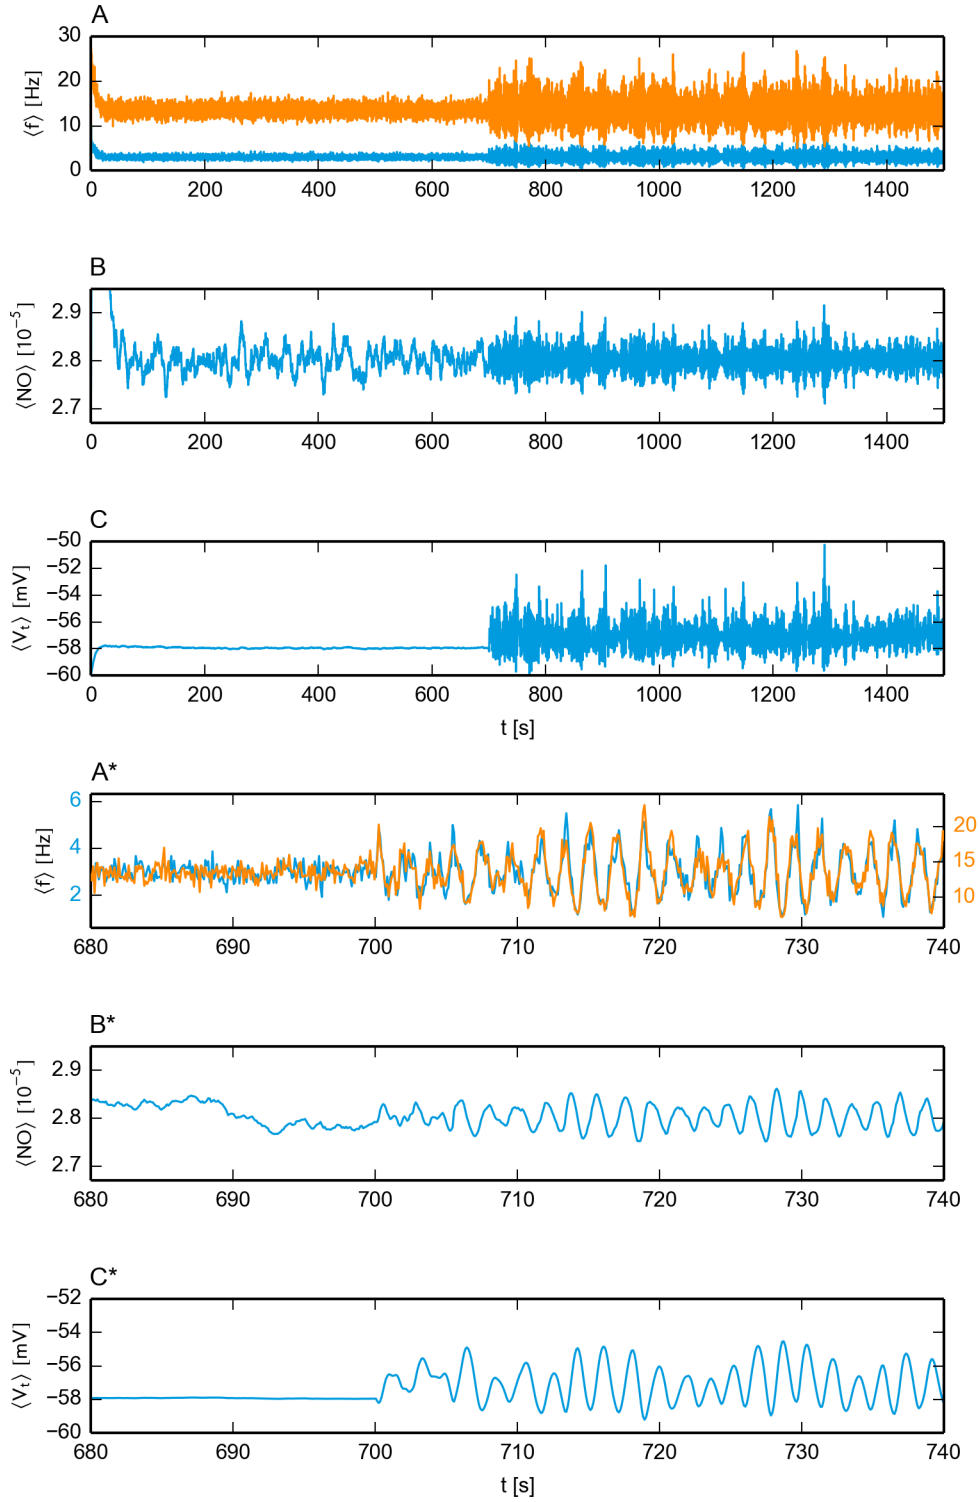 A
⟨f⟩ [Hz]
30
20
10
0
0 200 400 600 800 1000 1200 1400
B
⟨NO⟩ [10⁻⁵]
2.9
2.8
2.7
0 200 400 600 800 1000 1200 1400
C
⟨Vₜ⟩ [mV]
−50
−52
−54
−56
−58
−60
0 200 400 600 800 1000 1200 1400
t [s]
A*
⟨f⟩ [Hz]
6
4
2
20
15
10
680 690 700 710 720 730 740
B*
⟨NO⟩ [10⁻⁵]
2.9
2.8
2.7
680 690 700 710 720 730 740
C*
⟨Vₜ⟩ [mV]
−52
−54
−56
−58
−60
680 690 700 710 720 730 740
t [s]